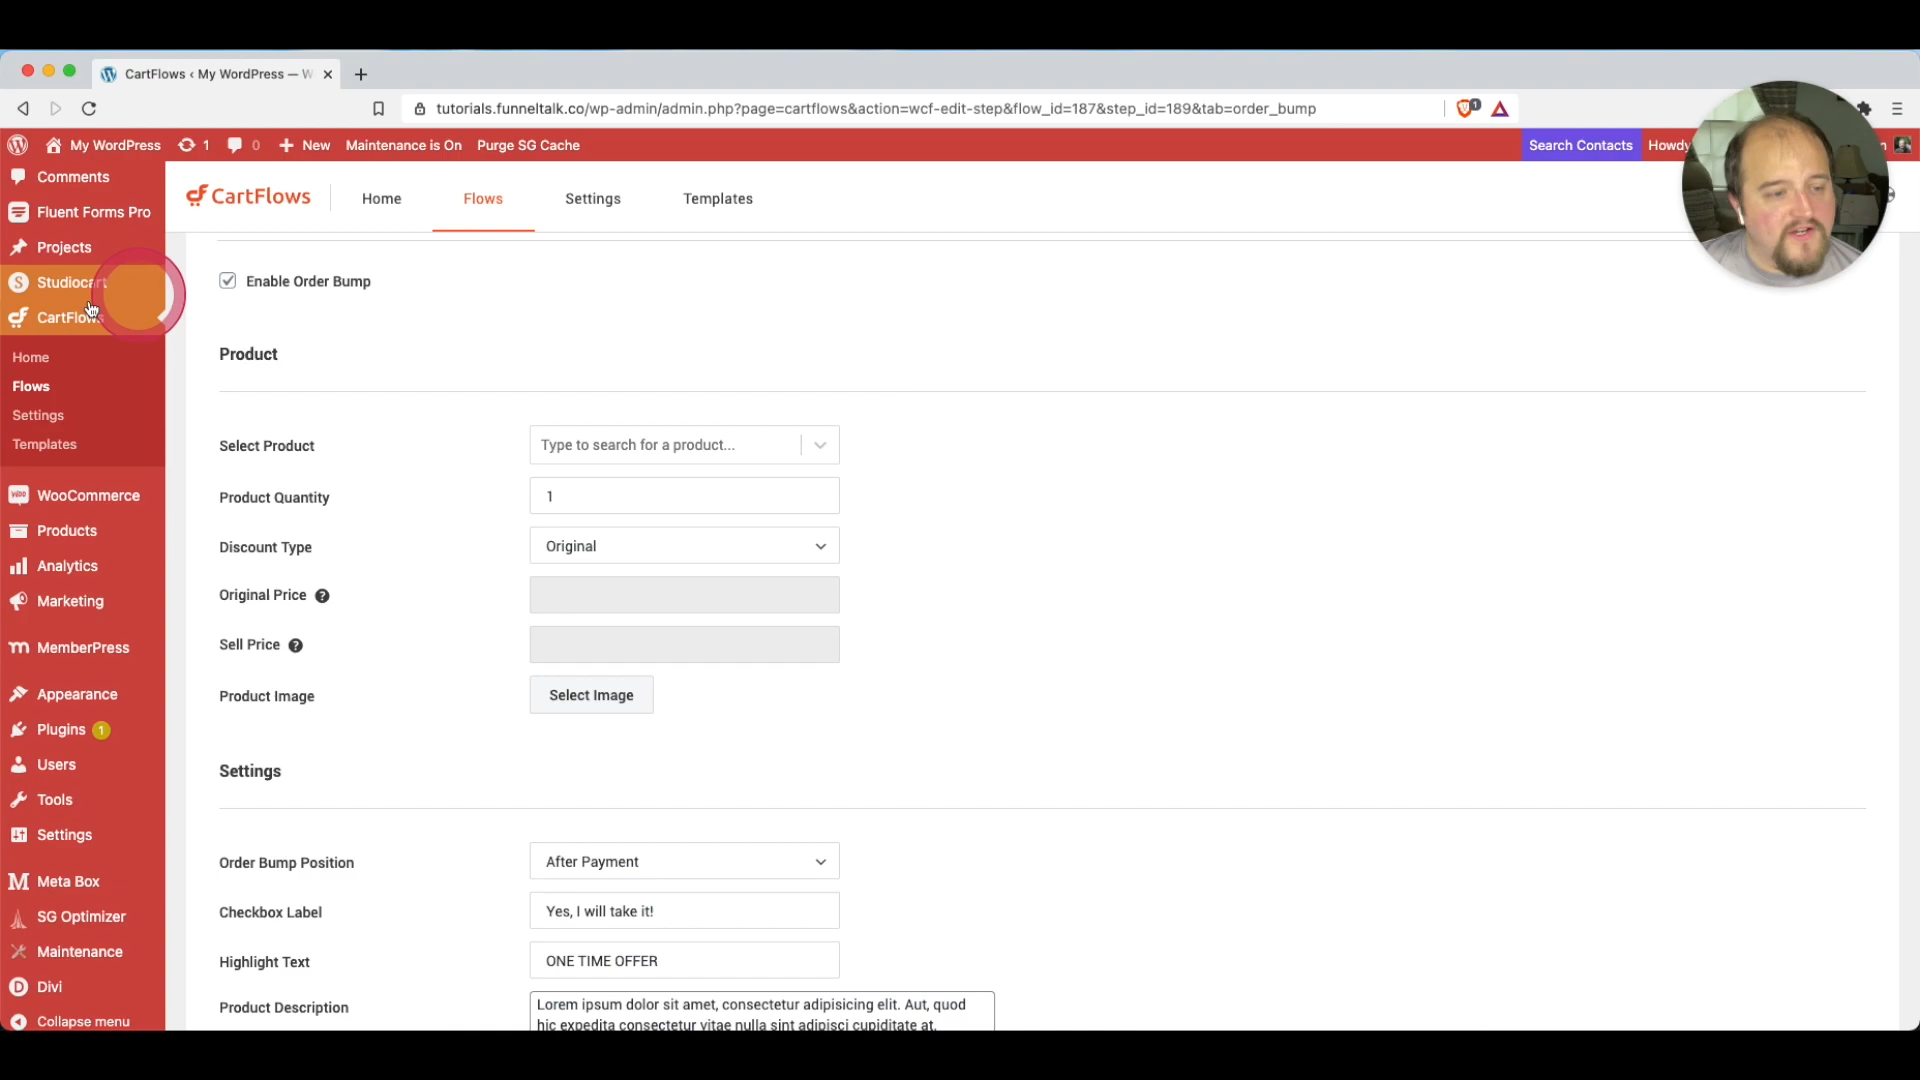 CartFlows ‹ My WordPress — W
tutorials.funneltalk.co/wp-admin/admin.php?page=cartflows&action=wcf-edit-step&flow_id=187&step_id=189&tab=order_bump
1
My WordPress
1
0
New
Maintenance is On
Purge SG Cache
Search Contacts
Howdy
Comments
Fluent Forms Pro
Projects
Studiocart
CartFlows
Home
Flows
Settings
Templates
WooCommerce
Products
Analytics
Marketing
MemberPress
Appearance
Plugins 1
Users
Tools
Settings
Meta Box
SG Optimizer
Maintenance
Divi
Collapse menu
CartFlows
Home
Flows
Settings
Templates
Enable Order Bump
Product
Select Product
Type to search for a product...
Product Quantity
1
Discount Type
Original
Original Price ?
Sell Price ?
Product Image
Select Image
Settings
Order Bump Position
After Payment
Checkbox Label
Yes, I will take it!
Highlight Text
ONE TIME OFFER
Product Description
Lorem ipsum dolor sit amet, consectetur adipisicing elit. Aut, quod
hic expedita consectetur vitae nulla sint adipisci cupiditate at.